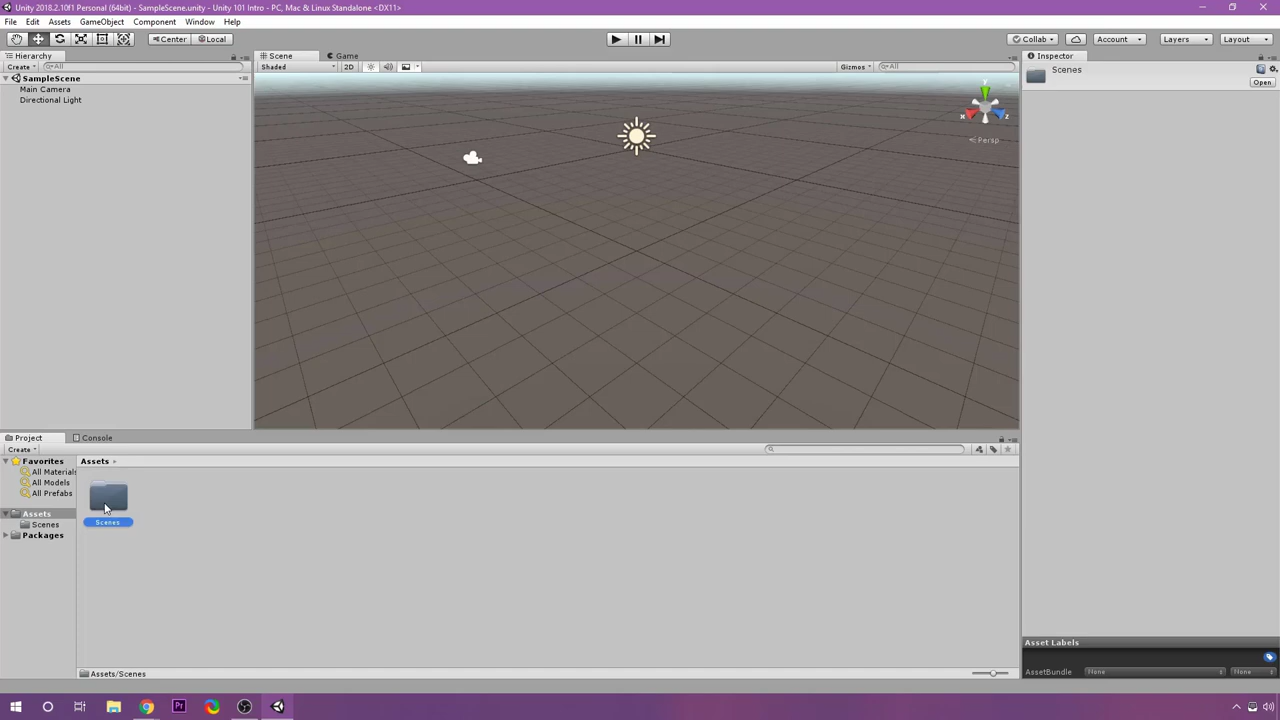 Unity 2018.2.10f1 Personal (64bit) - SampleScene.unity - Unity 101 Intro - PC, Mac & Linux Standalone <DX11>
File Edit Assets GameObject Component Window Help
Center Local Collab Account Layers Layout
Hierarchy
Create All
SampleScene
Main Camera
Directional Light
Scene Game
Shaded 2D Gizmos All
y
x z
Persp
Inspector
Scenes
Open
Project Console
Create
Favorites
All Materials
All Models
All Prefabs
Assets
Scenes
Packages
Assets
Scenes
Assets/Scenes
Asset Labels
AssetBundle None None
Pr